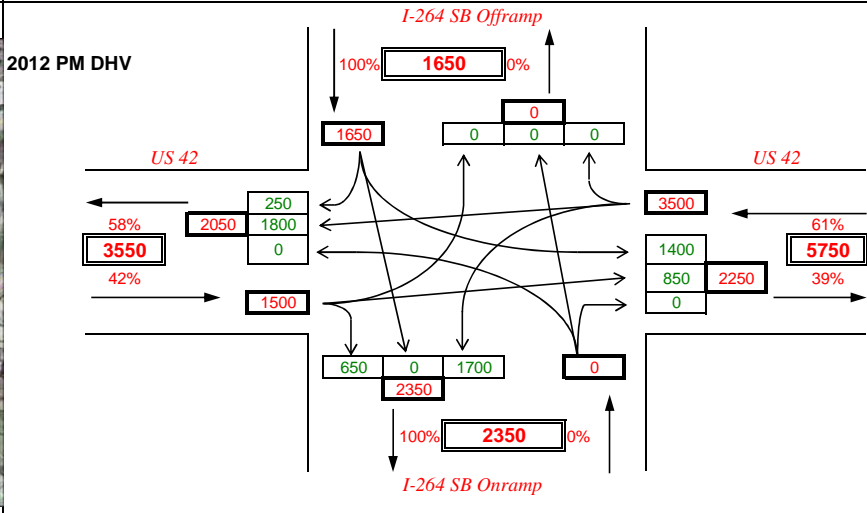 I-264 SB Offramp
2012 PM DHV
100% 1650 0%
0
1650 0 0 0
US 42 US 42
250 3500
58% 2050 1800 61%
3550 0 1400 5750
42% 850 2250 39%
1500 0
650 0 1700 0
2350
100% 2350 0%
I-264 SB Onramp